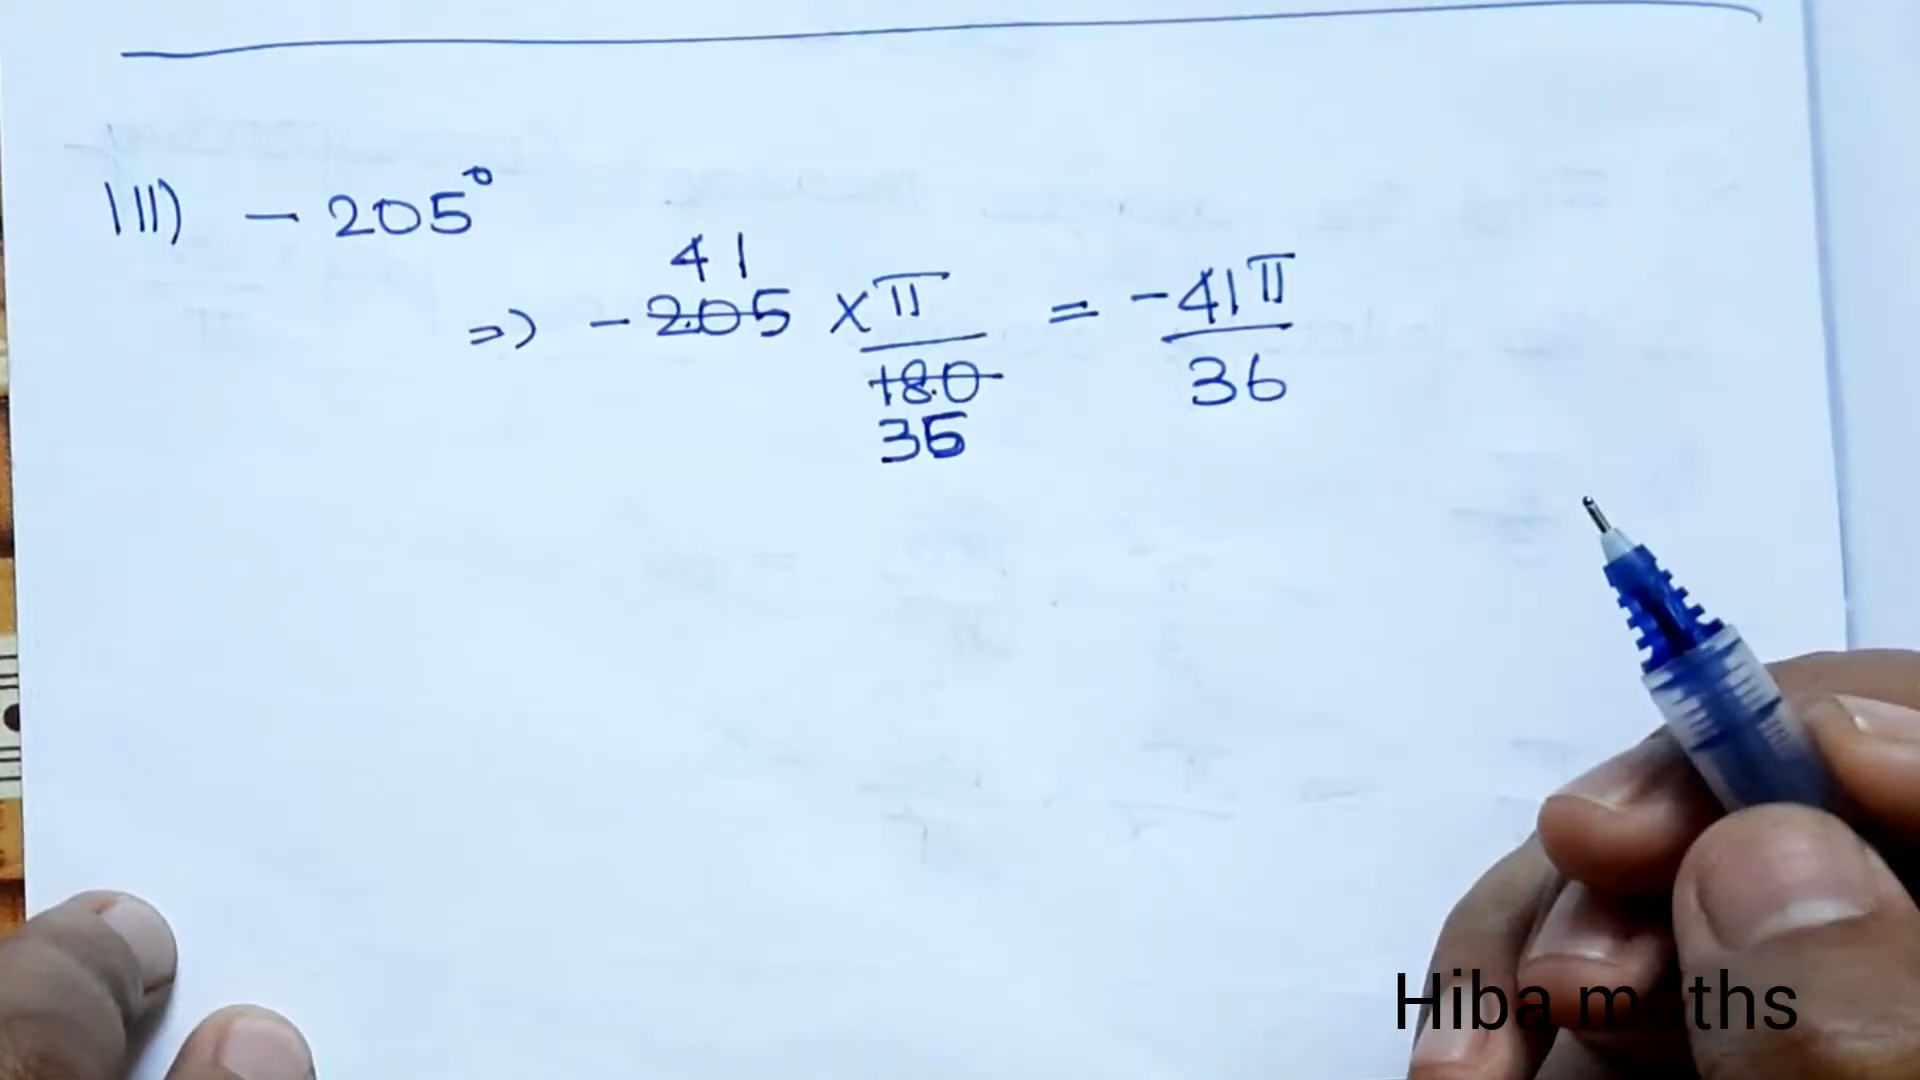 III) - 205°
41
=> - 205 × π = - 41π
180 36
36
Hiba maths